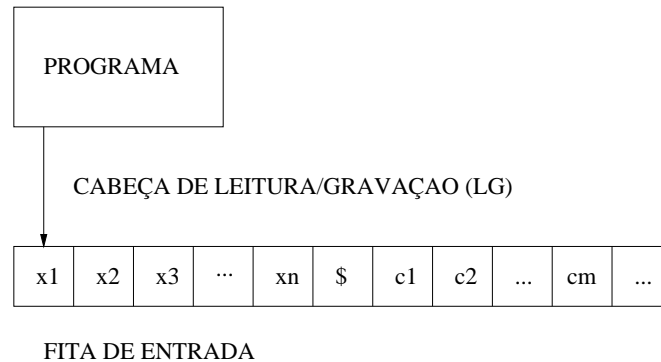 PROGRAMA
CABEÇA DE LEITURA/GRAVAÇAO (LG)
x1 x2 x3 ... xn $ c1 c2 ... cm ...
FITA DE ENTRADA